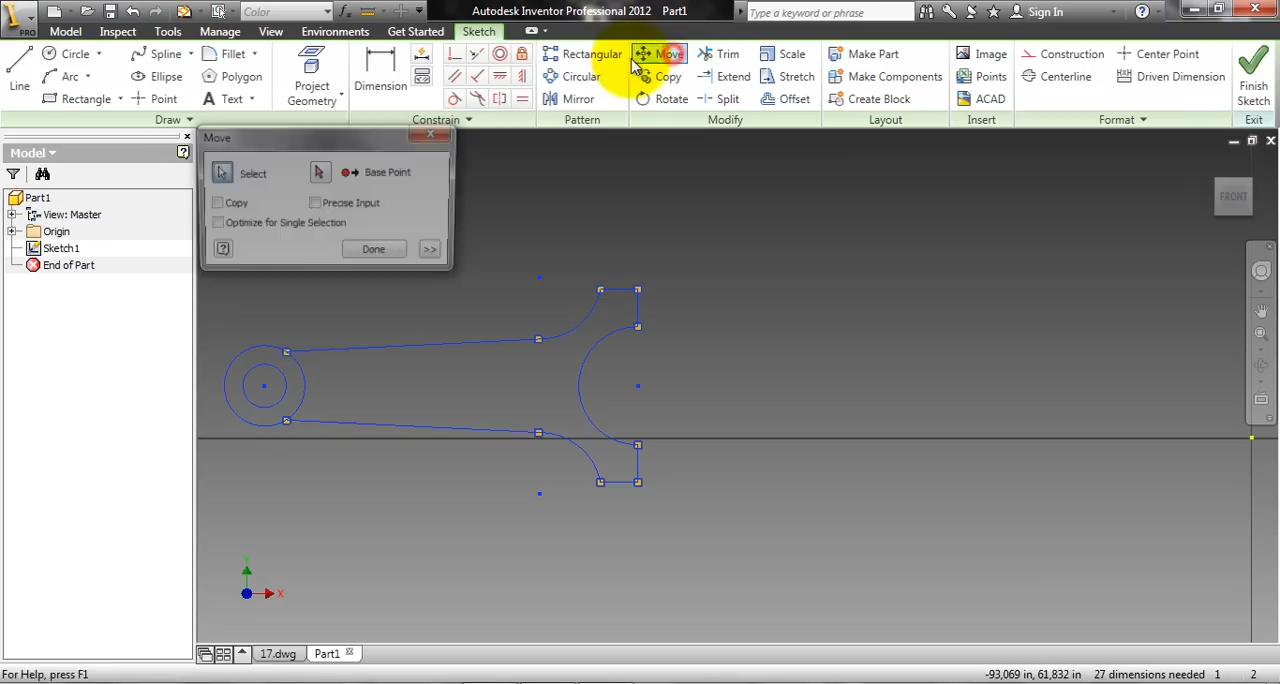 Color
Autodesk Inventor Professional 2012 Part1
Type a keyword or phrase
Sign In
PRO
Model Inspect Tools Manage View Get Started Sketch
Line
Circle
Arc
Rectangle
Spline
Ellipse
Point
Fillet
Polygon
Text
Project
Geometry
Dimension
Rectangular
Circular
Mirror
Move
Copy
Rotate
Trim
Extend
Split
Scale
Stretch
Offset
Make Part
Make Components
Create Block
Image
Points
ACAD
Construction
Centerline
Center Point
Driven Dimension
Finish
Sketch
Draw
Constrain
Pattern
Modify
Layout
Insert
Format
Exit
Model
Part1
View: Master
Origin
Sketch1
End of Part
Move
Select
Base Point
Copy
Precise Input
Optimize for Single Selection
Done
>>
FRONT
Y
X
17.dwg
Part1
For Help, press F1
-93,069 in, 61,832 in 27 dimensions needed 1 2